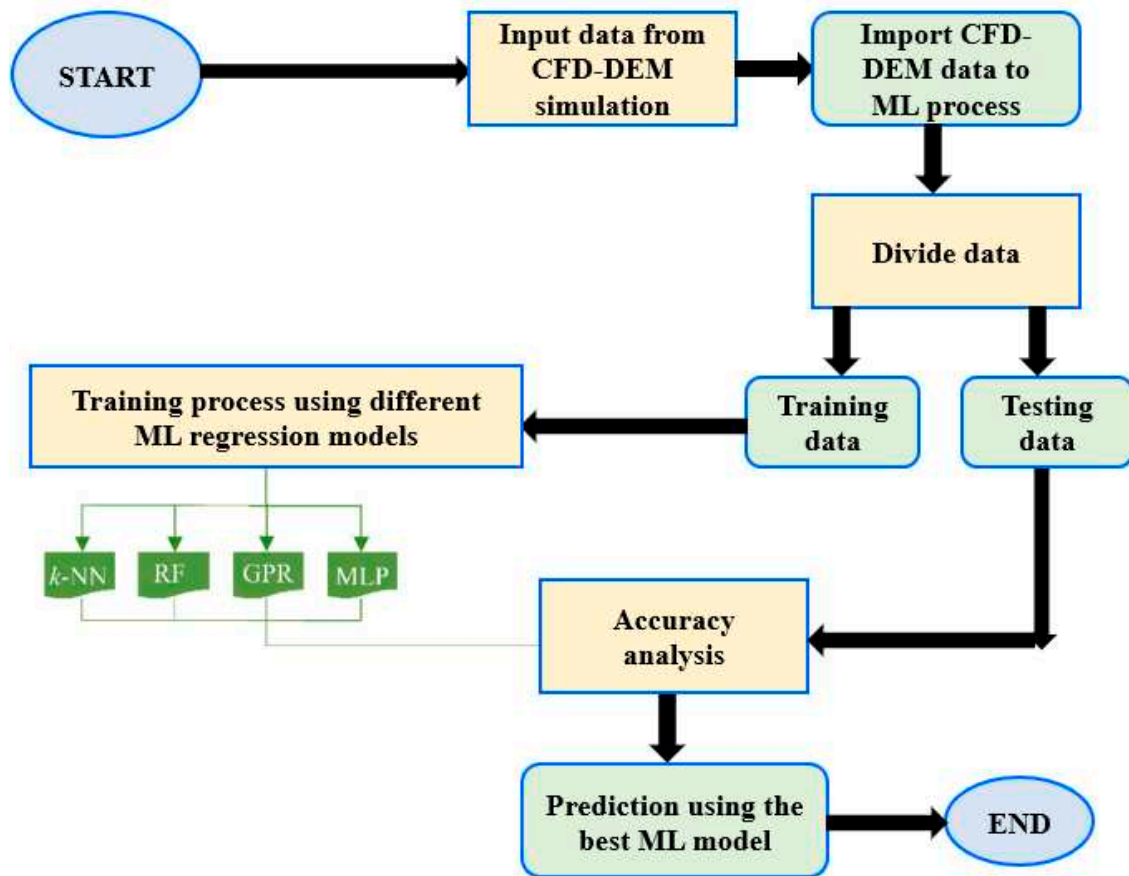 START
Input data from
CFD-DEM
simulation
Import CFD-
DEM data to
ML process
Divide data
Training process using different
ML regression models
Training
data
Testing
data
k-NN
RF
GPR
MLP
Accuracy
analysis
Prediction using the
best ML model
END